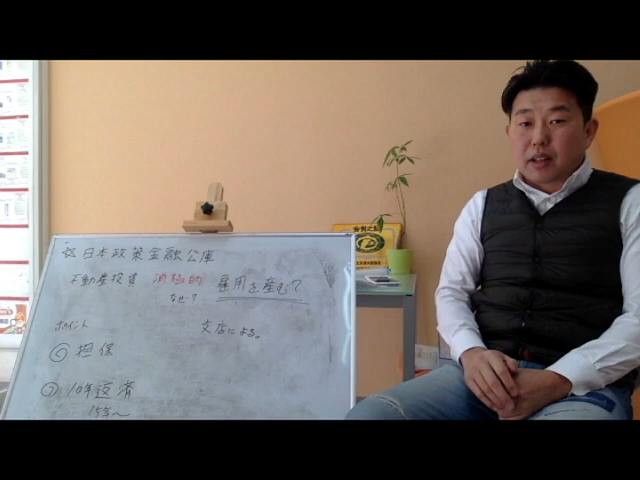 ☆日本政策金融公庫
不動産投資 消極的 雇用を産む?
なぜ?
ポイント 支店による。
◎担保
◎10年返済
15年〜